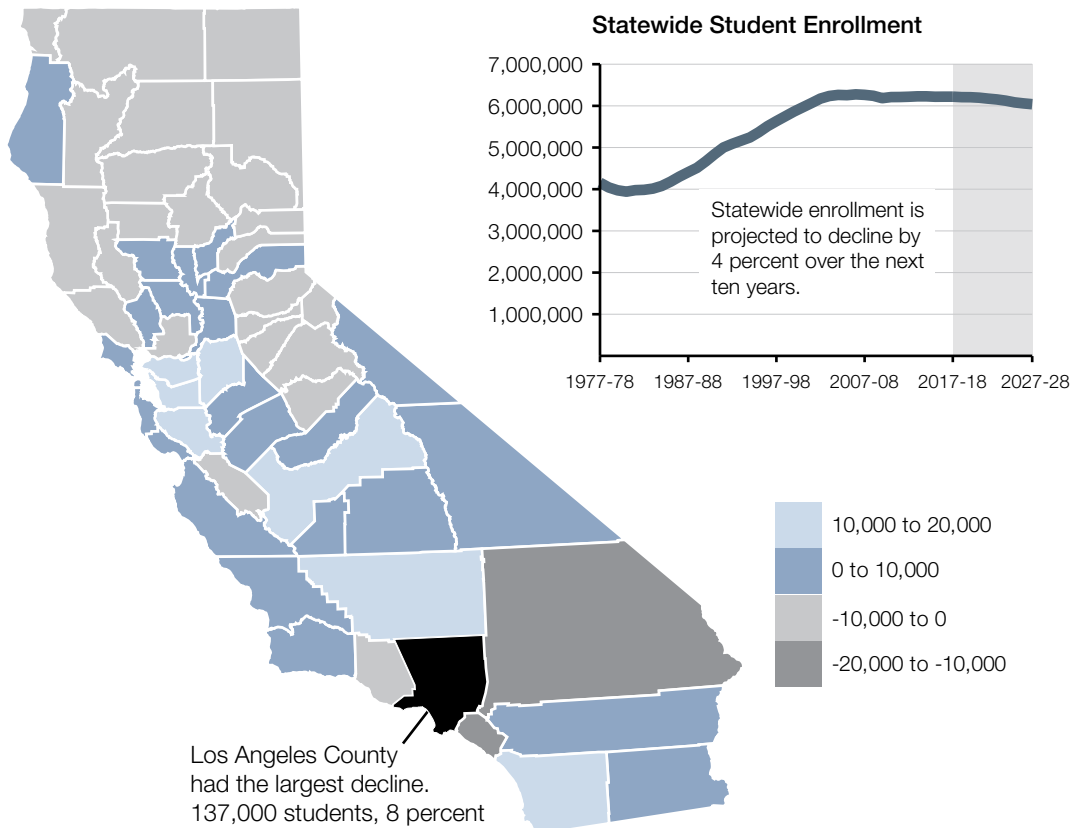 Statewide Student Enrollment
7,000,000
6,000,000
5,000,000
4,000,000
3,000,000
2,000,000
1,000,000
Statewide enrollment is
projected to decline by
4 percent over the next
ten years.
1977-78 1987-88 1997-98 2007-08 2017-18 2027-28
10,000 to 20,000
0 to 10,000
-10,000 to 0
-20,000 to -10,000
Los Angeles County
had the largest decline.
137,000 students, 8 percent